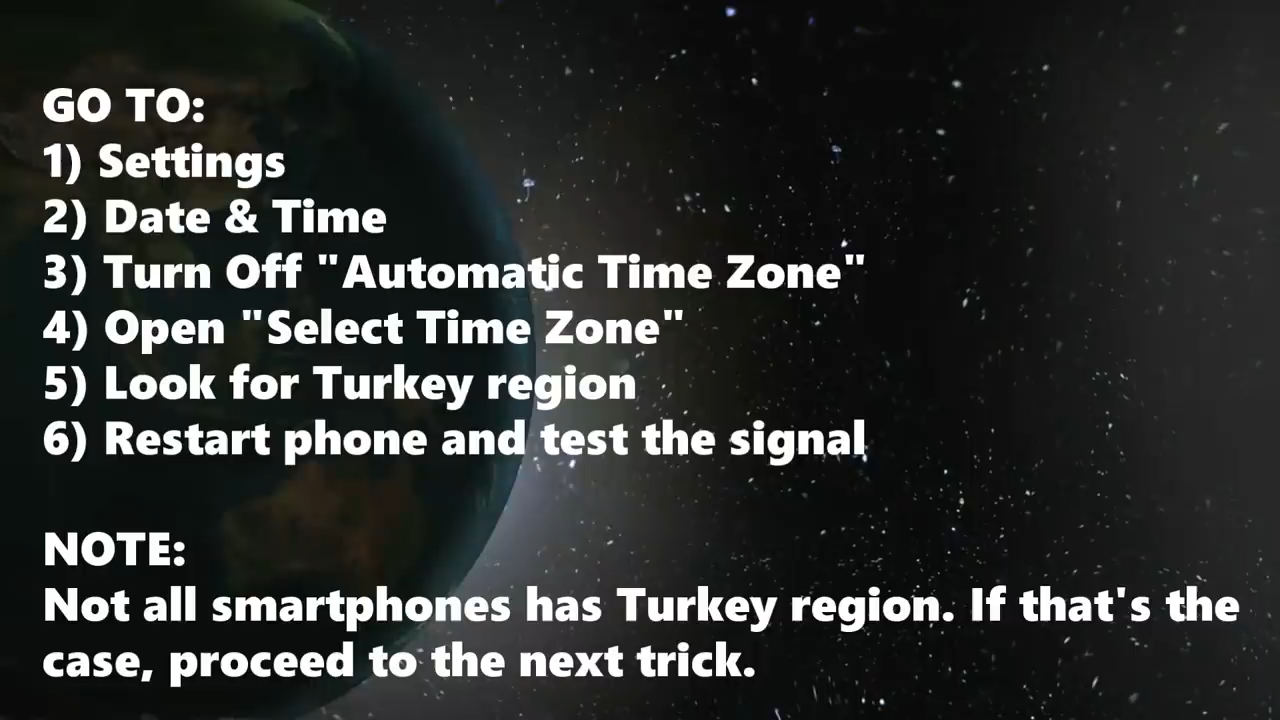 GO TO:
1) Settings
2) Date & Time
3) Turn Off "Automatic Time Zone"
4) Open "Select Time Zone"
5) Look for Turkey region
6) Restart phone and test the signal
NOTE:
Not all smartphones has Turkey region. If that's the
case, proceed to the next trick.